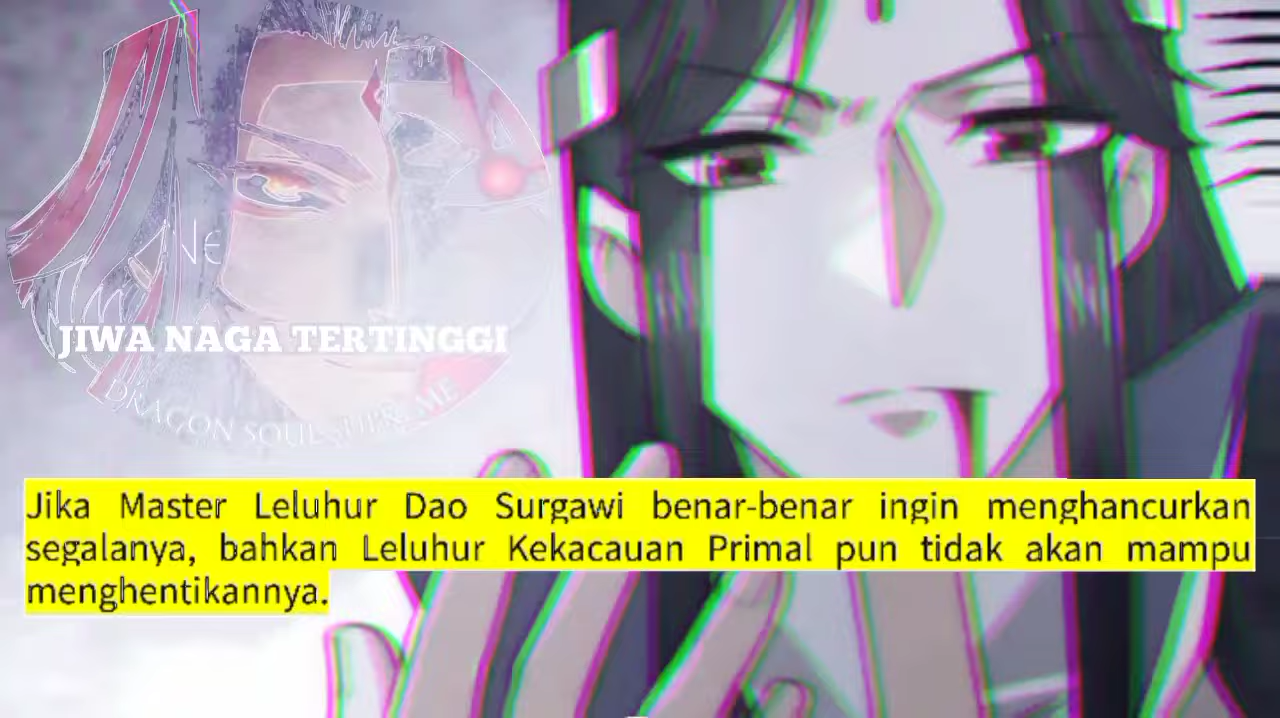 JIWA NAGA TERTINGGI
DRAGON SOUL SUPREME
Jika Master Leluhur Dao Surgawi benar-benar ingin menghancurkan
segalanya, bahkan Leluhur Kekacauan Primal pun tidak akan mampu
menghentikannya.